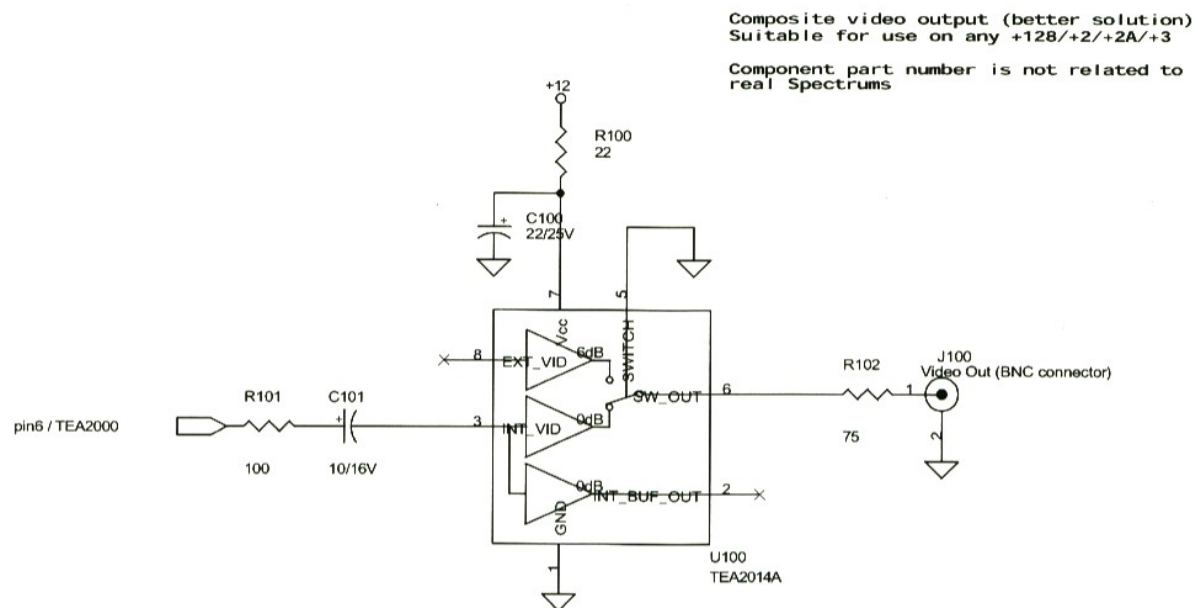 Composite video output (better solution)
Suitable for use on any +128/+2/+2A/+3
Component part number is not related to
real Spectrums
+12
R100
22
C100
+
22/25V
7
5
Vcc
SWITCH
8
EXT_VID
6dB
R101
C101
pin6 / TEA2000
+
100
10/16V
3
INT_VID
0dB
SW_OUT
6
R102
75
J100
Video Out (BNC connector)
1
2
0dB
INT_BUF_OUT
2
GND
1
U100
TEA2014A